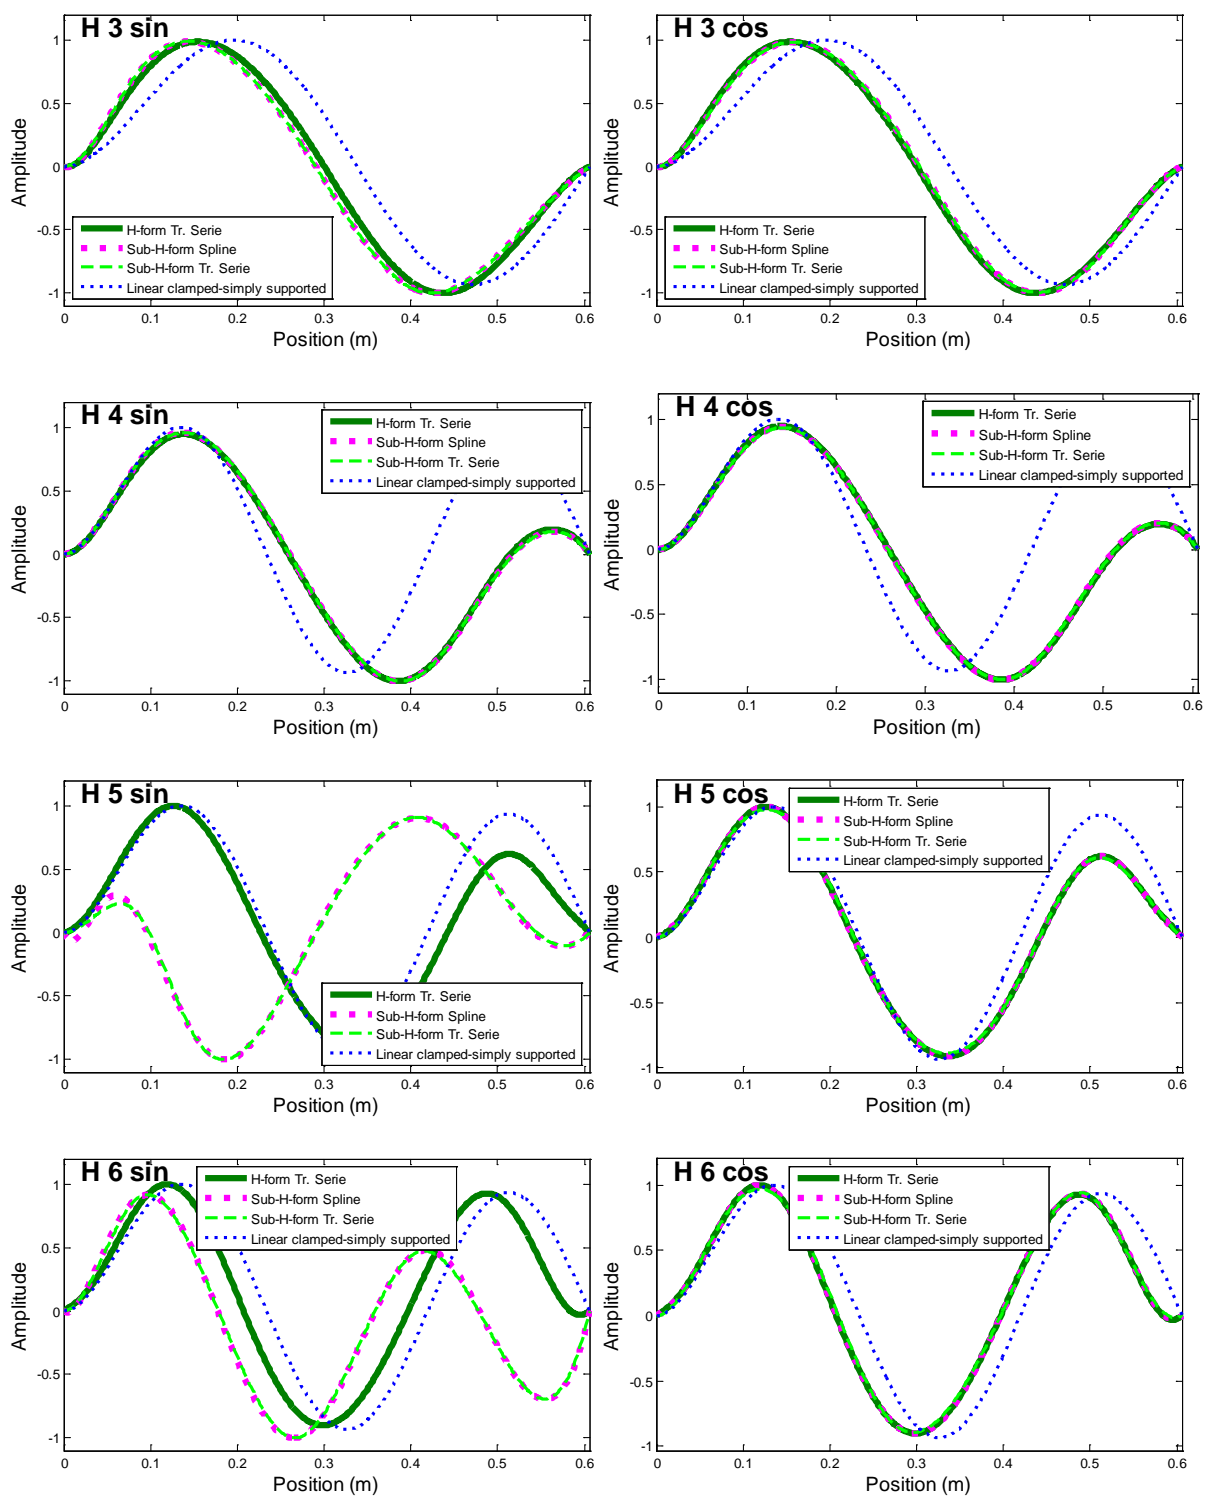 H 3 sin
1
0.5
0
-0.5
-1
Amplitude
H-form Tr. Serie
Sub-H-form Spline
Sub-H-form Tr. Serie
Linear clamped-simply supported
0 0.1 0.2 0.3 0.4 0.5 0.6
Position (m)
H 3 cos
1
0.5
0
-0.5
-1
Amplitude
H-form Tr. Serie
Sub-H-form Spline
Sub-H-form Tr. Serie
Linear clamped-simply supported
0 0.1 0.2 0.3 0.4 0.5 0.6
Position (m)
H 4 sin
1
0.5
0
-0.5
-1
Amplitude
H-form Tr. Serie
Sub-H-form Spline
Sub-H-form Tr. Serie
Linear clamped-simply supported
0 0.1 0.2 0.3 0.4 0.5 0.6
Position (m)
H 4 cos
1
0.5
0
-0.5
-1
Amplitude
H-form Tr. Serie
Sub-H-form Spline
Sub-H-form Tr. Serie
Linear clamped-simply supported
0 0.1 0.2 0.3 0.4 0.5 0.6
Position (m)
H 5 sin
1
0.5
0
-0.5
-1
Amplitude
H-form Tr. Serie
Sub-H-form Spline
Sub-H-form Tr. Serie
Linear clamped-simply supported
0 0.1 0.2 0.3 0.4 0.5 0.6
Position (m)
H 5 cos
1
0.5
0
-0.5
-1
Amplitude
H-form Tr. Serie
Sub-H-form Spline
Sub-H-form Tr. Serie
Linear clamped-simply supported
0 0.1 0.2 0.3 0.4 0.5 0.6
Position (m)
H 6 sin
1
0.5
0
-0.5
-1
Amplitude
H-form Tr. Serie
Sub-H-form Spline
Sub-H-form Tr. Serie
Linear clamped-simply supported
0 0.1 0.2 0.3 0.4 0.5 0.6
Position (m)
H 6 cos
1
0.5
0
-0.5
-1
Amplitude
H-form Tr. Serie
Sub-H-form Spline
Sub-H-form Tr. Serie
Linear clamped-simply supported
0 0.1 0.2 0.3 0.4 0.5 0.6
Position (m)